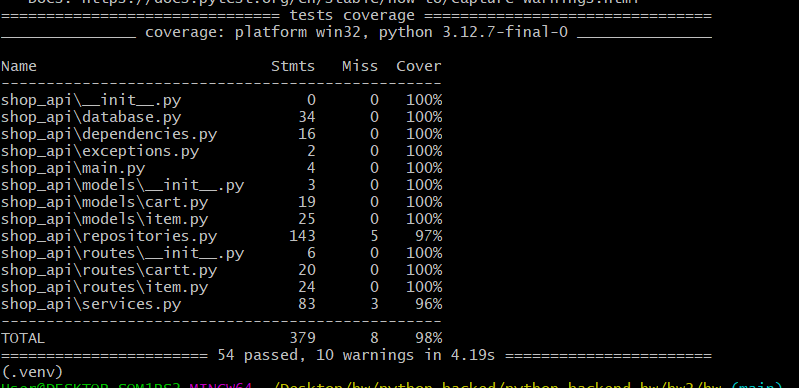 ============================== tests coverage ===============================
_______________ coverage: platform win32, python 3.12.7-final-0 _______________
Name                         Stmts   Miss  Cover
------------------------------------------------
shop_api\__init__.py             0      0   100%
shop_api\database.py            34      0   100%
shop_api\dependencies.py        16      0   100%
shop_api\exceptions.py           2      0   100%
shop_api\main.py                 4      0   100%
shop_api\models\__init__.py      3      0   100%
shop_api\models\cart.py         19      0   100%
shop_api\models\item.py         25      0   100%
shop_api\repositories.py       143      5    97%
shop_api\routes\__init__.py      6      0   100%
shop_api\routes\cartt.py        20      0   100%
shop_api\routes\item.py         24      0   100%
shop_api\services.py            83      3    96%
------------------------------------------------
TOTAL                          379      8    98%
====================== 54 passed, 10 warnings in 4.19s ======================
(.venv)